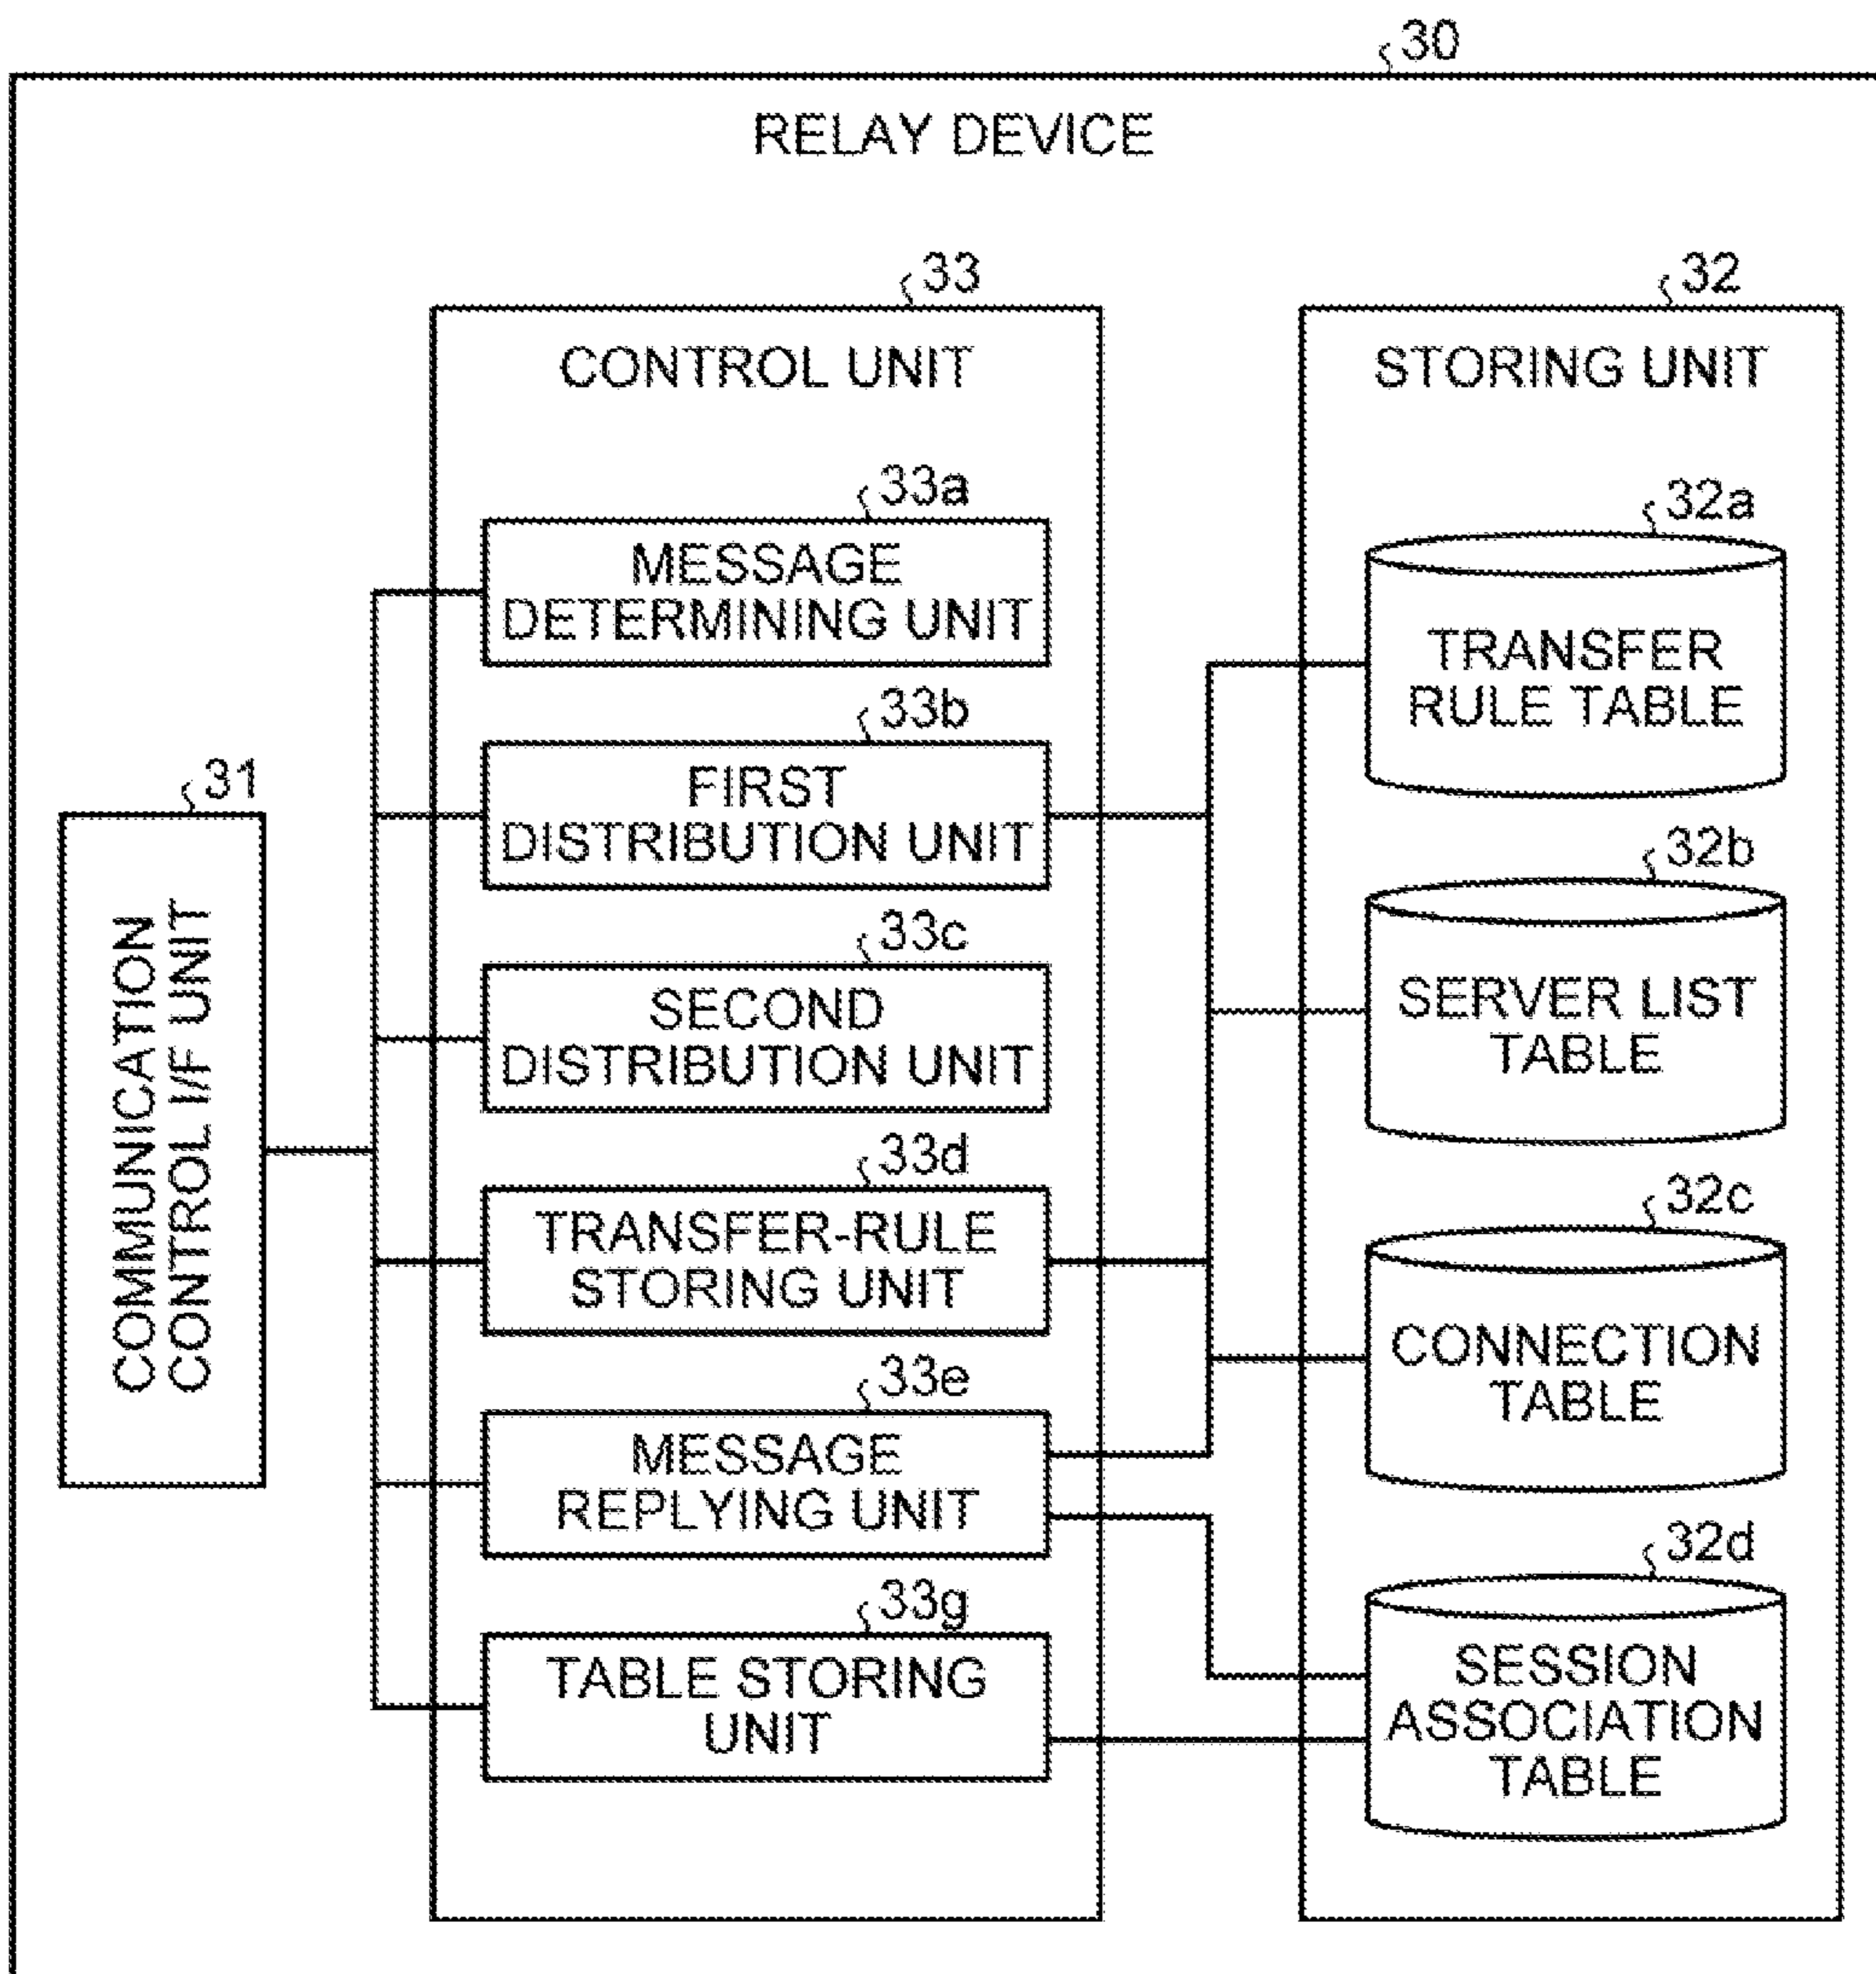 30
RELAY DEVICE
33
CONTROL UNIT
33a
MESSAGE
DETERMINING UNIT
33b
FIRST
DISTRIBUTION UNIT
33c
SECOND
DISTRIBUTION UNIT
33d
TRANSFER-RULE
STORING UNIT
33e
MESSAGE
REPLYING UNIT
33g
TABLE STORING
UNIT
32
STORING UNIT
32a
TRANSFER
RULE TABLE
32b
SERVER LIST
TABLE
32c
CONNECTION
TABLE
32d
SESSION
ASSOCIATION
TABLE
31
COMMUNICATION
CONTROL I/F UNIT